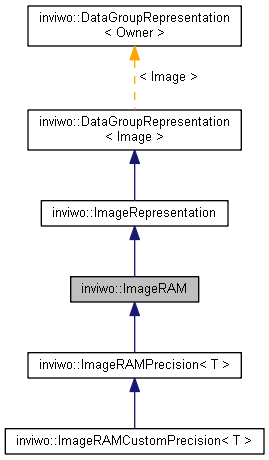 inviwo::DataGroupRepresentation
< Owner >
< Image >
inviwo::DataGroupRepresentation
< Image >
inviwo::ImageRepresentation
inviwo::ImageRAM
inviwo::ImageRAMPrecision< T >
inviwo::ImageRAMCustomPrecision< T >